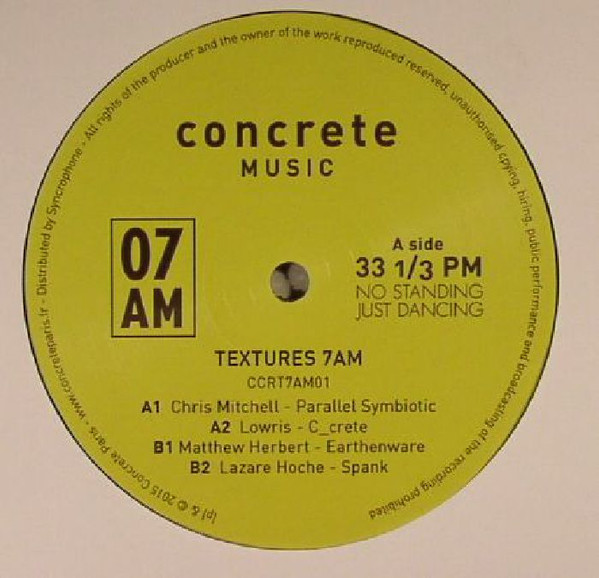 concrete
MUSIC
07
AM
A side
33 1/3 PM
NO STANDING
JUST DANCING
TEXTURES 7AM
CCRT7AM01
A1 Chris Mitchell - Parallel Symbiotic
A2 Lowris - C_crete
B1 Matthew Herbert - Earthenware
B2 Lazare Hoche - Spank
(p) & © 2015 Concrete Paris - www.concreteparis.fr - Distributed by Syncrophone - All rights of the producer and the owner of the work reproduced reserved, unauthorised cpying, hiring, public performance and broadcasting of the recording prohibited